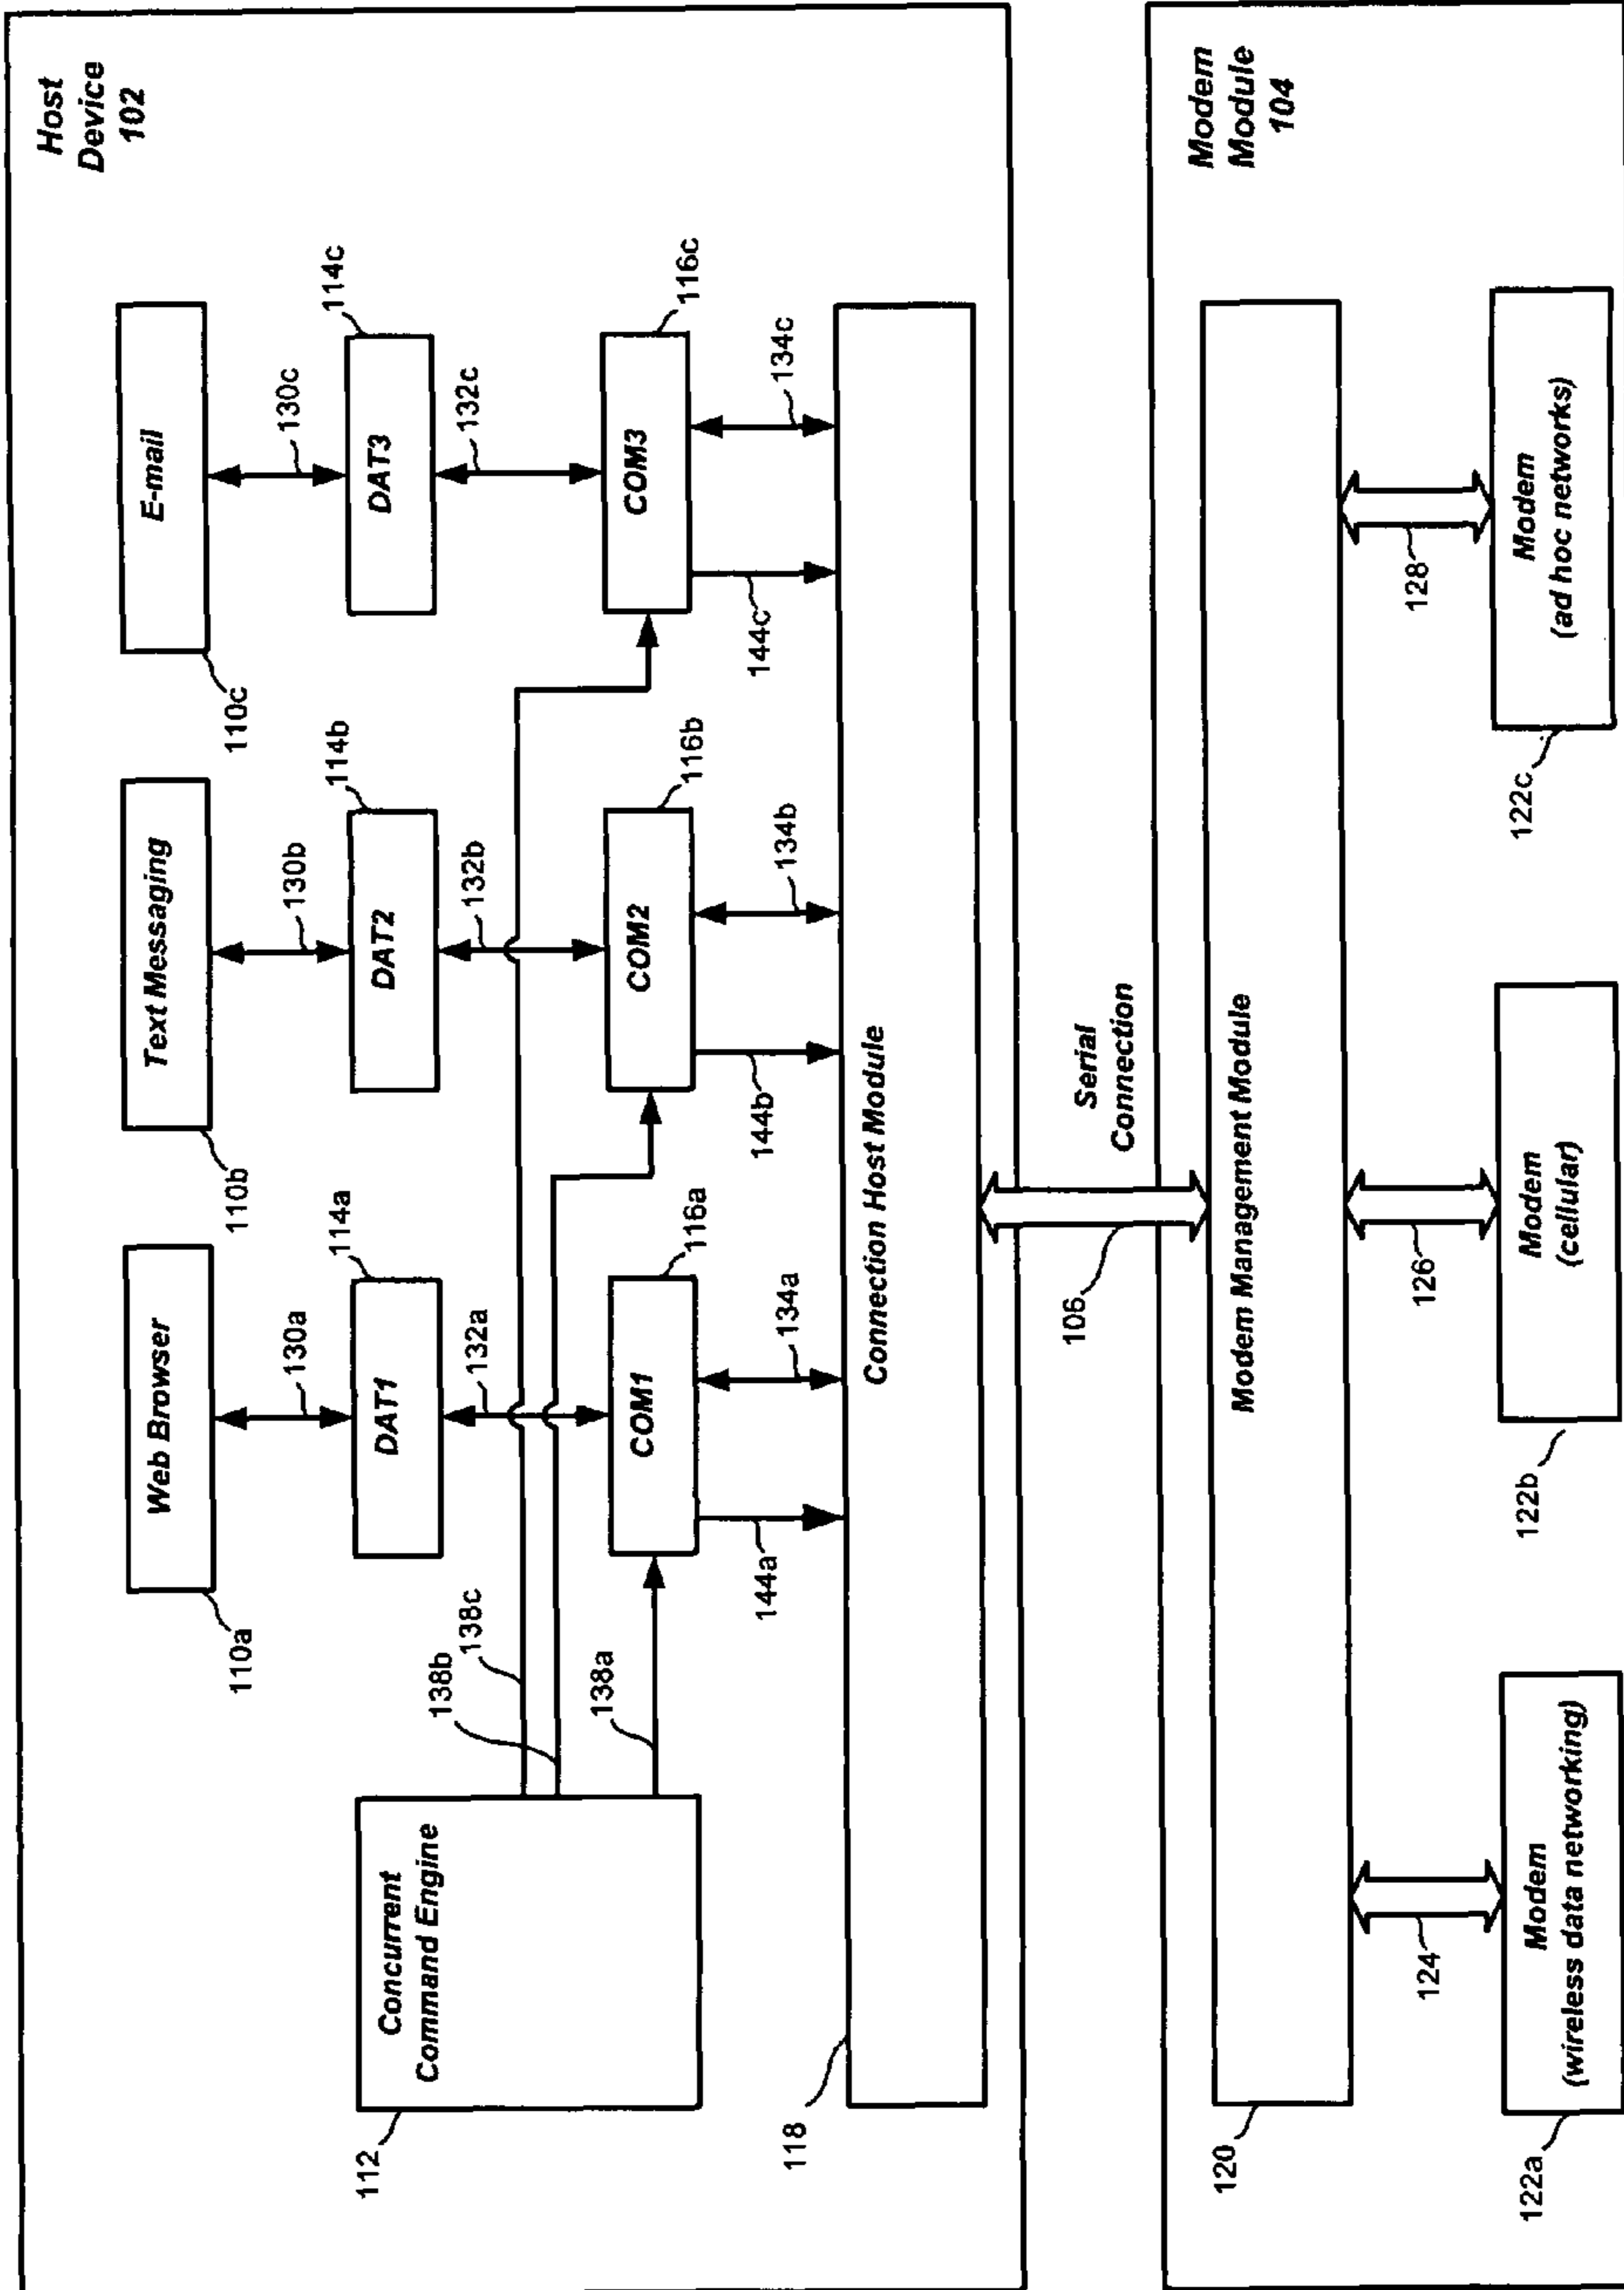 Host
Device
102
Web Browser
Text Messaging
E-mail
110a
110b
110c
130a
130b
130c
114a
114b
114c
DAT1
DAT2
DAT3
132a
132b
132c
Concurrent
Command Engine
112
138b
138c
138a
116a
116b
116c
COM1
COM2
COM3
144a
134a
144b
134b
144c
134c
118
Connection Host Module
106
Serial
Connection
Modem
Module
104
120
Modem Management Module
124
126
128
122a
Modem
(wireless data networking)
122b
Modem
(cellular)
122c
Modem
(ad hoc networks)